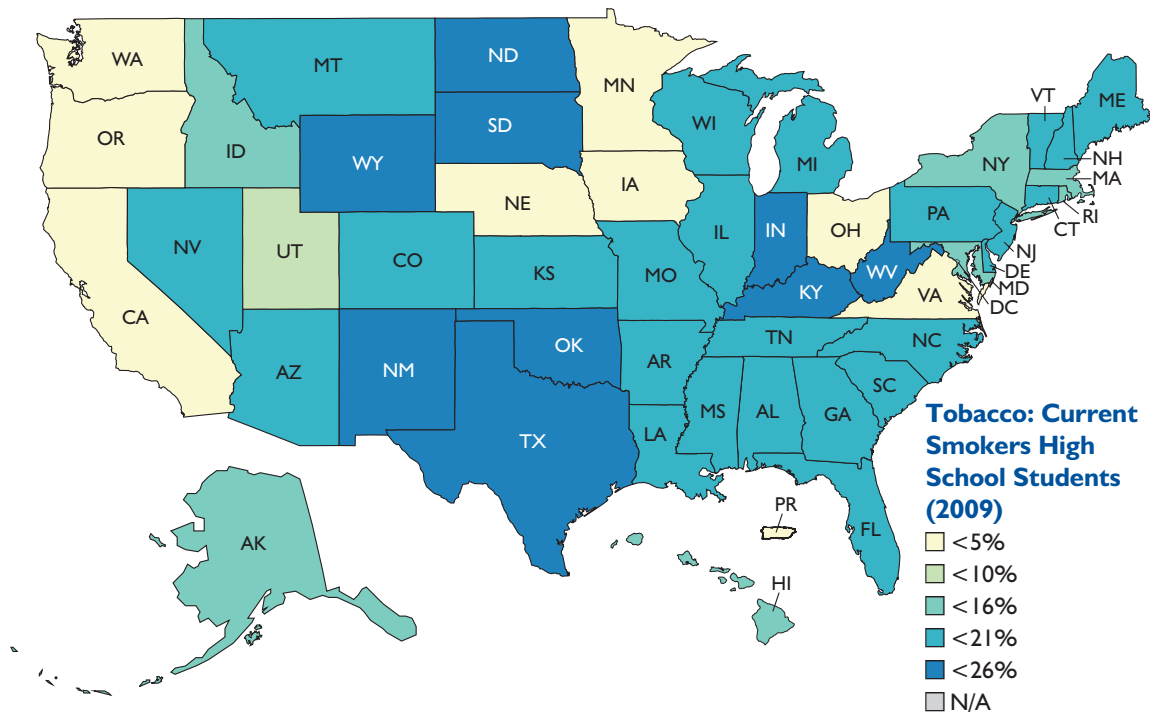 WA
MT
ND
MN
VT
ME
OR
ID
SD
WI
NY
NH
MA
WY
MI
IA
NE
PA
RI
CT
NV
UT
CO
IL
IN
OH
NJ
KS
MO
WV
DE
MD
KY
VA
DC
CA
TN
NC
OK
AZ
NM
AR
SC
MS
AL
GA
TX
LA
Tobacco: Current
Smokers High
School Students
(2009)
PR
FL
AK
HI
<5%
<10%
<16%
<21%
<26%
N/A